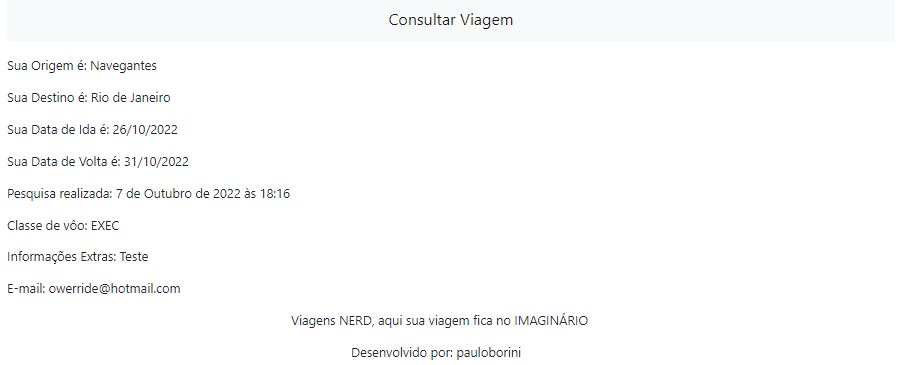 Consultar Viagem
Sua Origem é: Navegantes
Sua Destino é: Rio de Janeiro
Sua Data de Ida é: 26/10/2022
Sua Data de Volta é: 31/10/2022
Pesquisa realizada: 7 de Outubro de 2022 às 18:16
Classe de vôo: EXEC
Informações Extras: Teste
E-mail: owerride@hotmail.com
Viagens NERD, aqui sua viagem fica no IMAGINÁRIO
Desenvolvido por: pauloborini